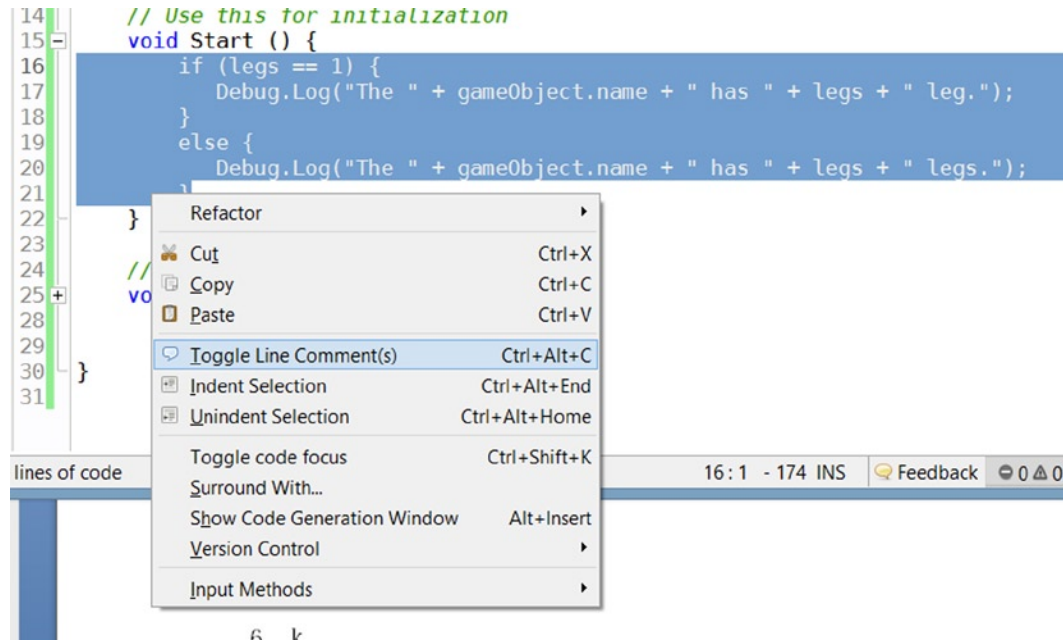 14 // Use this for initialization
15 void Start () {
16 if (legs == 1) {
17 Debug.Log("The " + gameObject.name + " has " + legs + " leg.");
18 }
19 else {
20 Debug.Log("The " + gameObject.name + " has " + legs + " legs.");
21 }
22 }
23
24 //
25 vo
28
29
30 }
31
Refactor
Cut Ctrl+X
Copy Ctrl+C
Paste Ctrl+V
Toggle Line Comment(s) Ctrl+Alt+C
Indent Selection Ctrl+Alt+End
Unindent Selection Ctrl+Alt+Home
Toggle code focus Ctrl+Shift+K
Surround With...
Show Code Generation Window Alt+Insert
Version Control
Input Methods
lines of code 16 : 1 - 174 INS Feedback 0 0
6 k